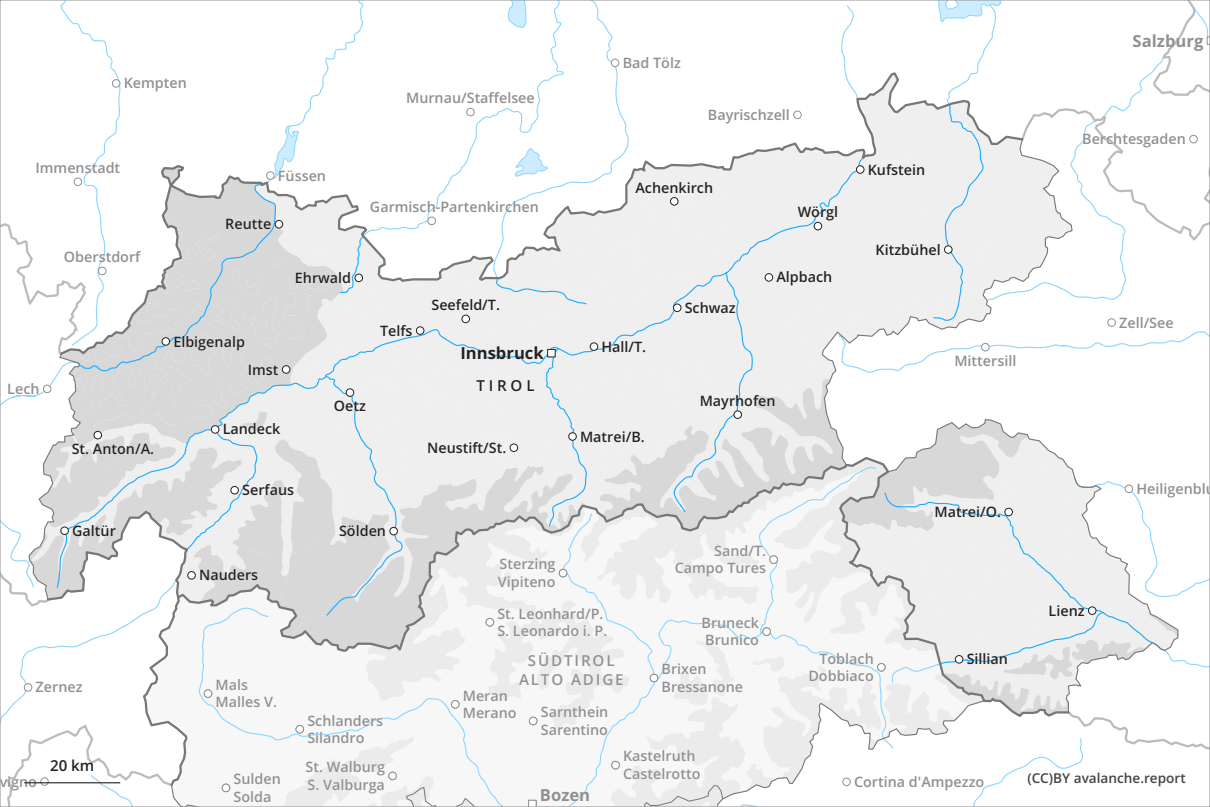 Salzburg
Bad Tölz
Kempten
Murnau/Staffelsee
Bayrischzell
Berchtesgaden
Immenstadt
Füssen
Kufstein
Achenkirch
Garmisch-Partenkirchen
Wörgl
Reutte
Kitzbühel
Oberstdorf
Ehrwald
Alpbach
Seefeld/T.
Schwaz
Zell/See
Telfs
Elbigenalp
Innsbruck
Hall/T.
Mittersill
Imst
TIROL
Lech
Oetz
Mayrhofen
Landeck
Matrei/B.
St. Anton/A.
Neustift/St.
Serfaus
Heiligenblu
Matrei/O.
Galtür
Sölden
Sand/T.
Campo Tures
Sterzing
Vipiteno
Nauders
Lienz
St. Leonhard/P.
S. Leonardo i. P.
Bruneck
Brunico
SÜDTIROL
ALTO ADIGE
Sillian
Toblach
Dobbiaco
Brixen
Bressanone
Zernez
Mals
Malles V.
Meran
Merano
Sarnthein
Sarentino
Schlanders
Silandro
Kastelruth
Castelrotto
20 km
St. Walburg
S. Valburga
vigno
Sulden
Solda
Cortina d'Ampezzo
(CC)BY avalanche.report
Bozen